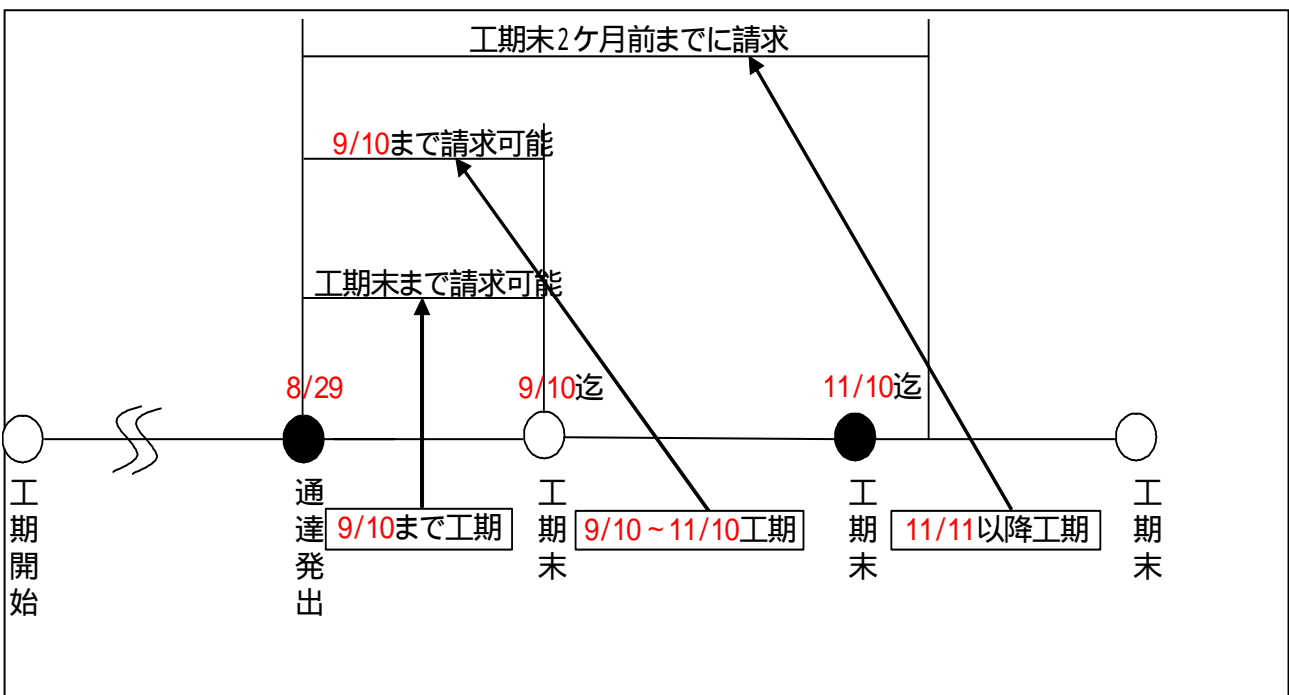 工期末2ケ月前までに請求
9/10まで請求可能
工期末まで請求可能
8/29
9/10迄
11/10迄
工期開始
通達発出
9/10まで工期
工期末
9/10~11/10工期
工期末
11/11以降工期
工期末